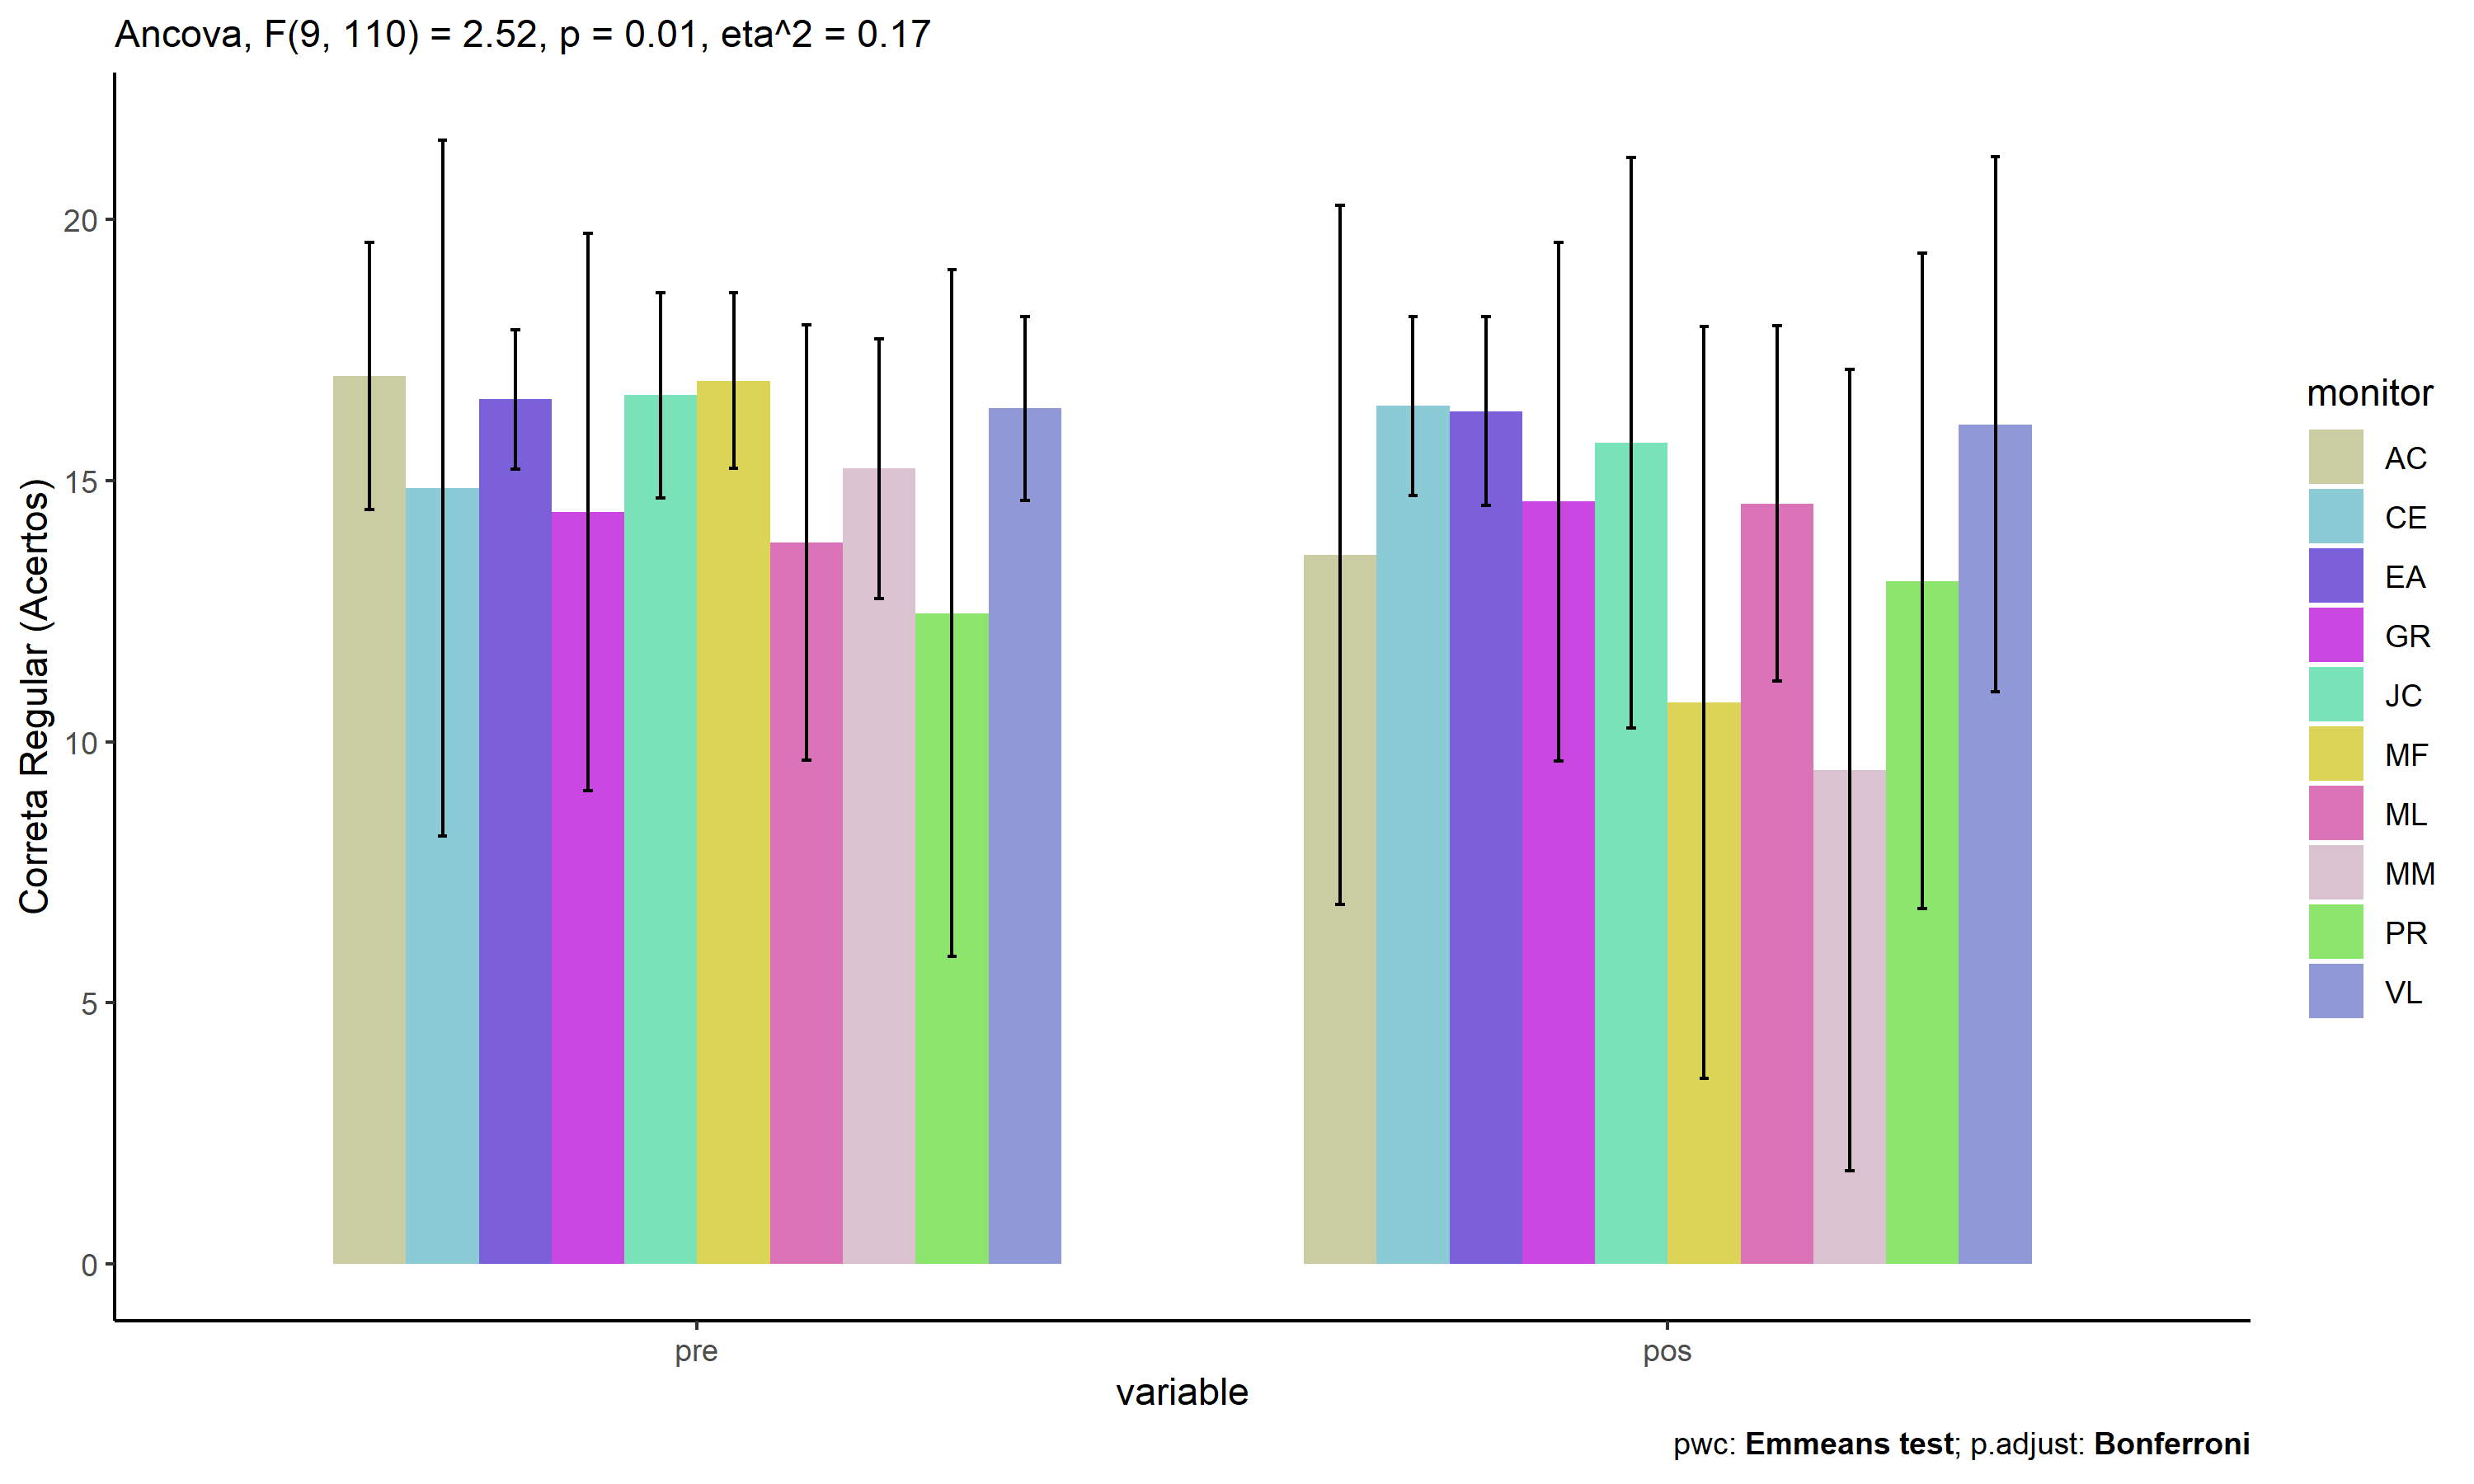 Ancova, F(9, 110) = 2.52, p = 0.01, eta^2 = 0.17
Correta Regular (Acertos)
20
15
10
5
0
pre
pos
variable
monitor
AC
CE
EA
GR
JC
MF
ML
MM
PR
VL
pwc: Emmeans test; p.adjust: Bonferroni